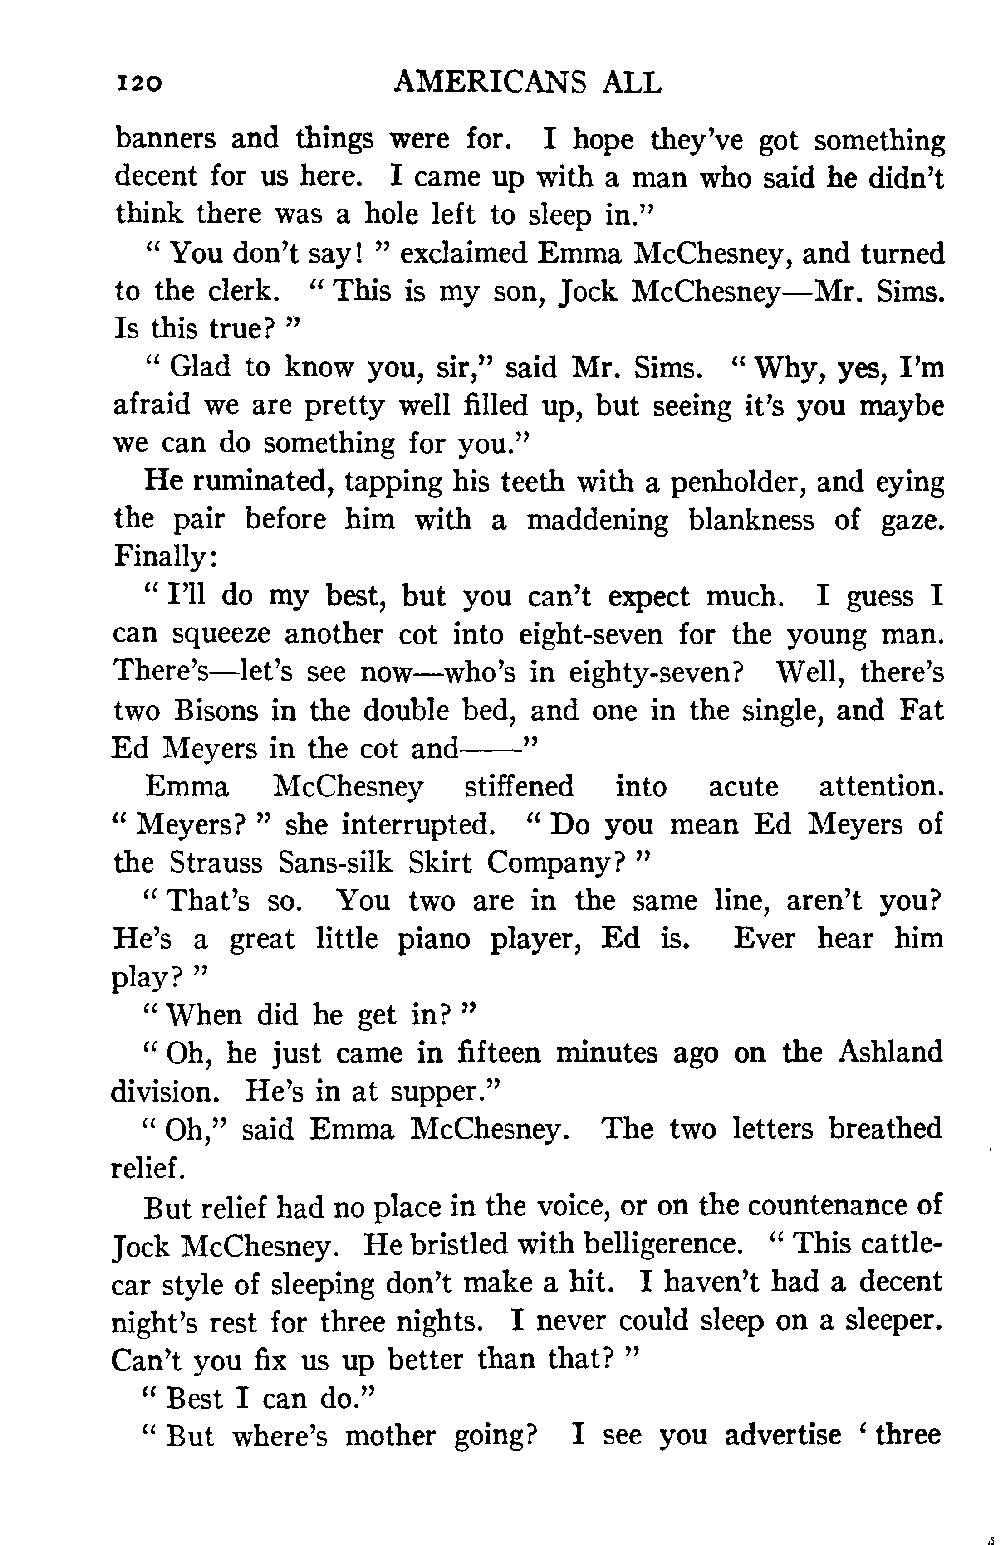 120 AMERICANS ALL
banners and things were for. I hope they've got something
decent for us here. I came up with a man who said he didn't
think there was a hole left to sleep in."
" You don't say! " exclaimed Emma McChesney, and turned
to the clerk. " This is my son, Jock McChesney—Mr. Sims.
Is this true? "
" Glad to know you, sir," said Mr. Sims. " Why, yes, I'm
afraid we are pretty well filled up, but seeing it's you maybe
we can do something for you."
He ruminated, tapping his teeth with a penholder, and eying
the pair before him with a maddening blankness of gaze.
Finally:
" I'll do my best, but you can't expect much. I guess I
can squeeze another cot into eight-seven for the young man.
There's—let's see now—who's in eighty-seven? Well, there's
two Bisons in the double bed, and one in the single, and Fat
Ed Meyers in the cot and——"
Emma McChesney stiffened into acute attention.
" Meyers? " she interrupted. " Do you mean Ed Meyers of
the Strauss Sans-silk Skirt Company? "
" That's so. You two are in the same line, aren't you?
He's a great little piano player, Ed is. Ever hear him
play? "
" When did he get in? "
" Oh, he just came in fifteen minutes ago on the Ashland
division. He's in at supper."
" Oh," said Emma McChesney. The two letters breathed
relief.
But relief had no place in the voice, or on the countenance of
Jock McChesney. He bristled with belligerence. " This cattle-
car style of sleeping don't make a hit. I haven't had a decent
night's rest for three nights. I never could sleep on a sleeper.
Can't you fix us up better than that? "
" Best I can do."
" But where's mother going? I see you advertise ' three